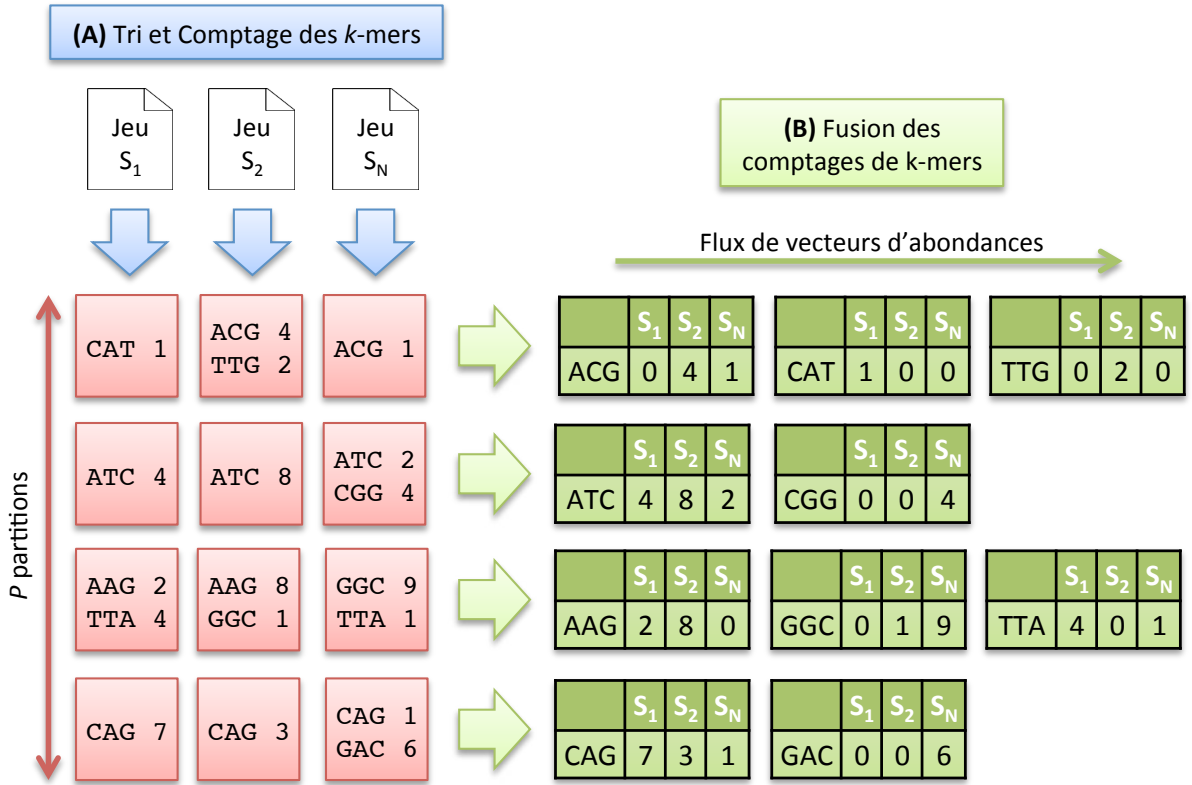 (A) Tri et Comptage des k-mers
Jeu
S1
Jeu
S2
Jeu
SN
(B) Fusion des
comptages de k-mers
Flux de vecteurs d'abondances
P partitions
CAT 1
ACG 4
TTG 2
ACG 1
S1 S2 SN
ACG 0 4 1
S1 S2 SN
CAT 1 0 0
S1 S2 SN
TTG 0 2 0
ATC 4
ATC 8
ATC 2
CGG 4
S1 S2 SN
ATC 4 8 2
S1 S2 SN
CGG 0 0 4
AAG 2
TTA 4
AAG 8
GGC 1
GGC 9
TTA 1
S1 S2 SN
AAG 2 8 0
S1 S2 SN
GGC 0 1 9
S1 S2 SN
TTA 4 0 1
CAG 7
CAG 3
CAG 1
GAC 6
S1 S2 SN
CAG 7 3 1
S1 S2 SN
GAC 0 0 6